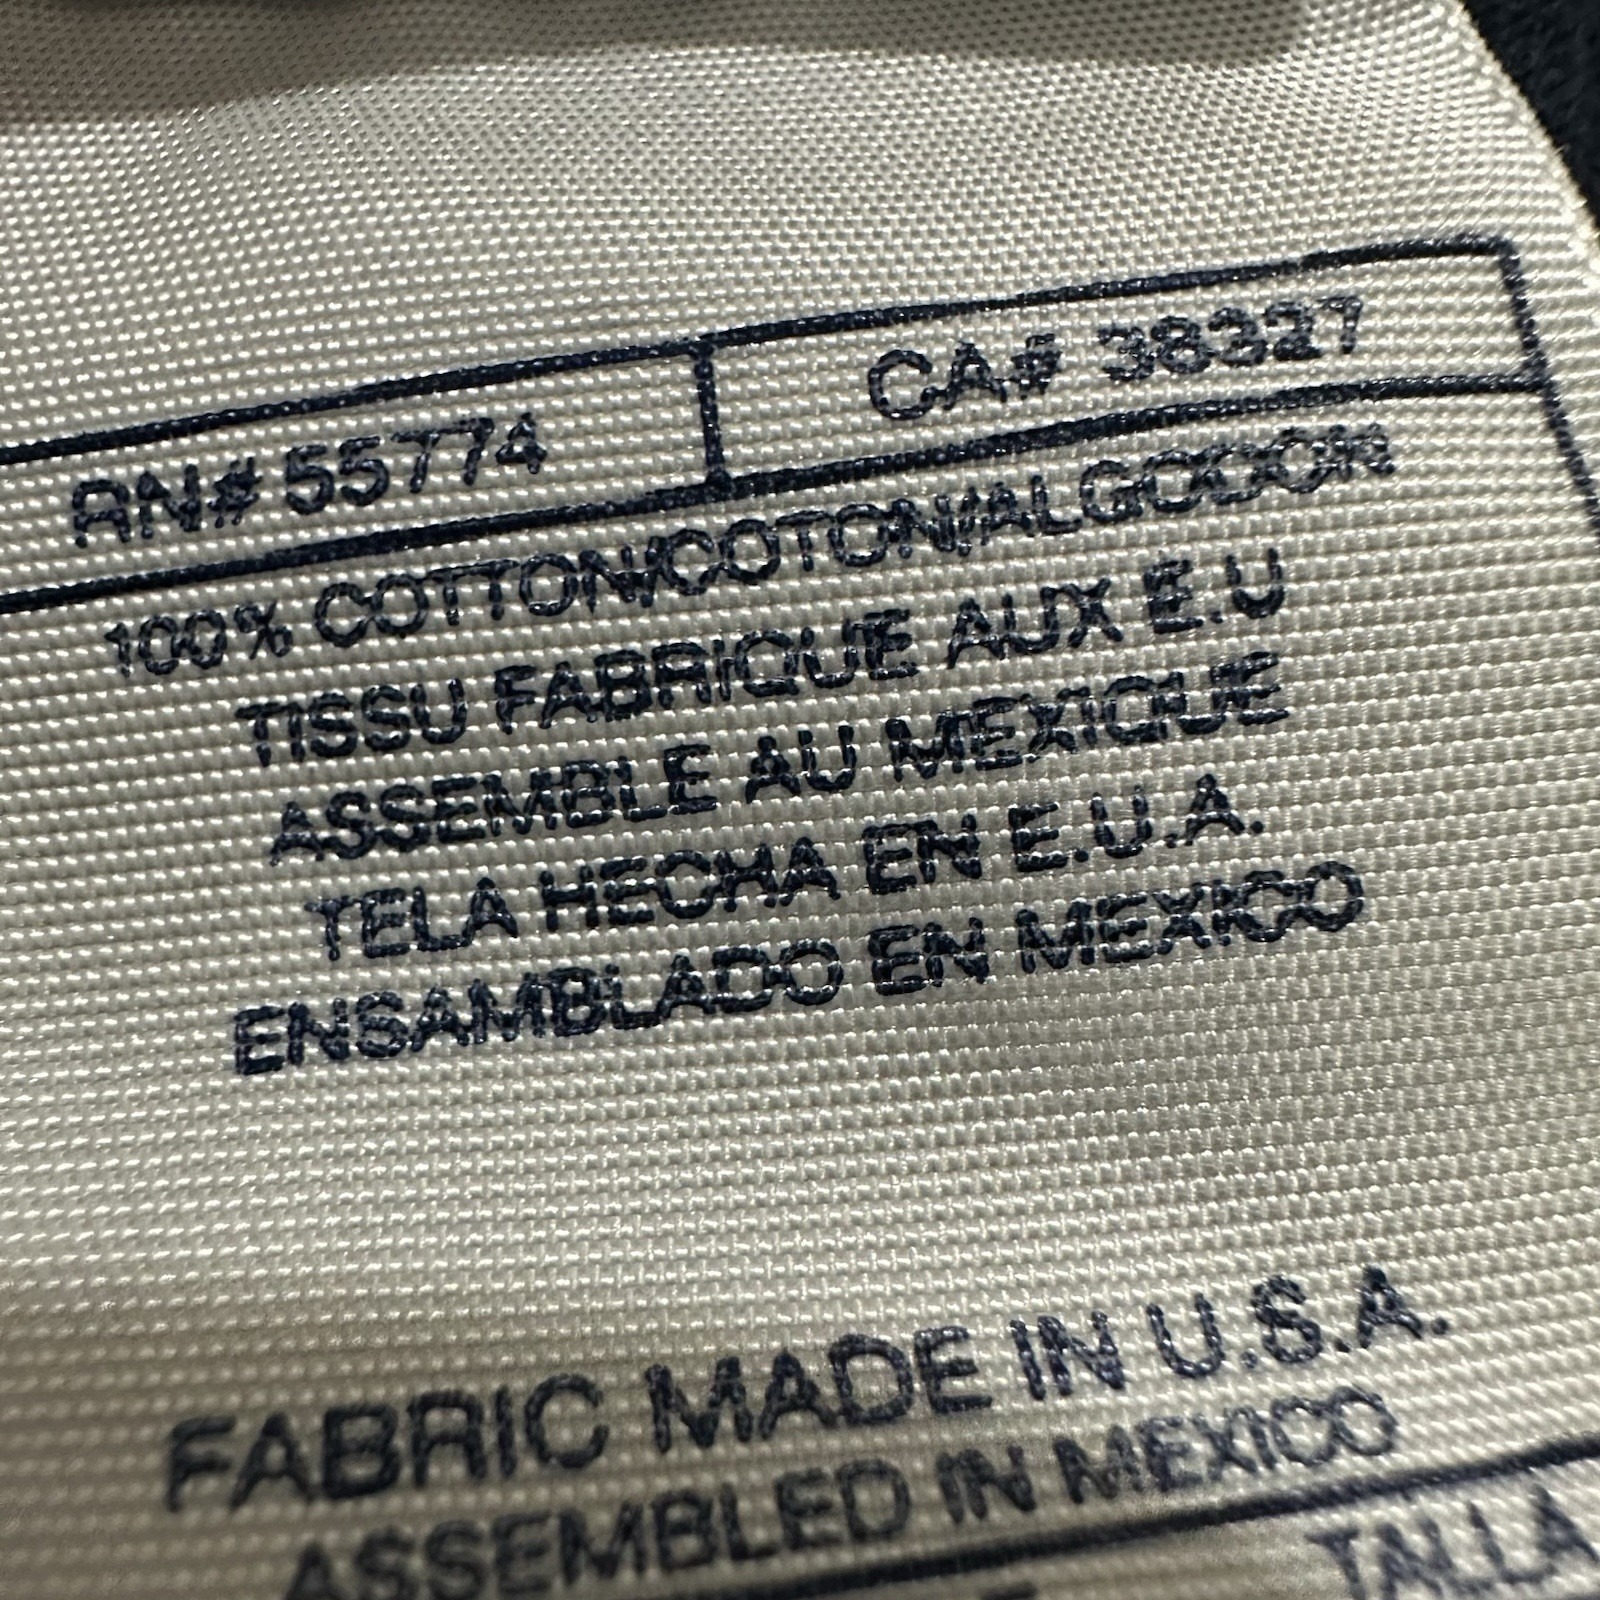 RN# 55774 CA# 38327
100% COTTON/COTON/ALGODON
TISSU FABRIQUE AUX E.U
ASSEMBLE AU MEXIQUE
TELA HECHA EN E.U.A.
ENSAMBLADO EN MEXICO
FABRIC MADE IN U.S.A.
ASSEMBLED IN MEXICO
TALLA